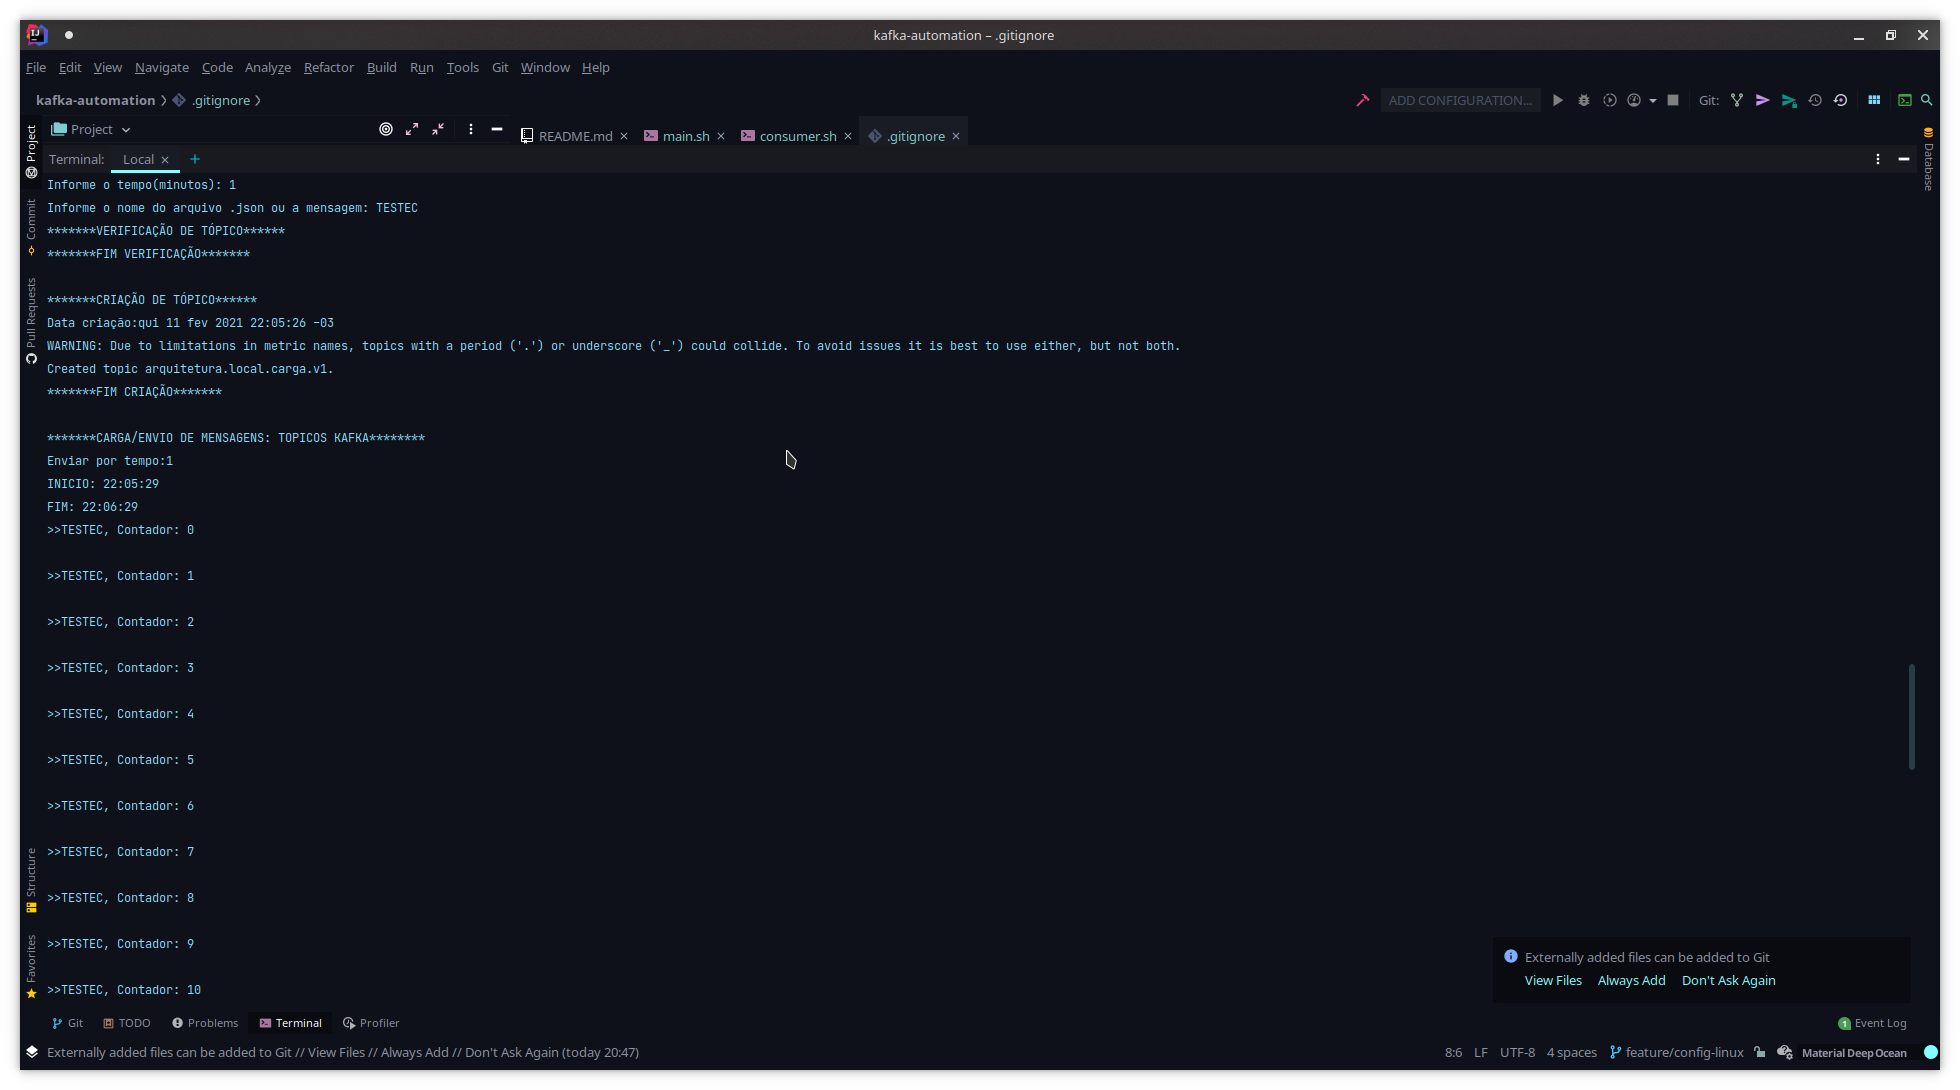 kafka-automation – .gitignore
File Edit View Navigate Code Analyze Refactor Build Run Tools Git Window Help
kafka-automation .gitignore
ADD CONFIGURATION... Git:
Project
README.md main.sh consumer.sh .gitignore
Terminal: Local +
Project
Commit
Pull Requests
Structure
Favorites
Database
Informe o tempo(minutos): 1
Informe o nome do arquivo .json ou a mensagem: TESTEC
*******VERIFICAÇÃO DE TÓPICO******
*******FIM VERIFICAÇÃO*******
*******CRIAÇÃO DE TÓPICO******
Data criação:qui 11 fev 2021 22:05:26 -03
WARNING: Due to limitations in metric names, topics with a period ('.') or underscore ('_') could collide. To avoid issues it is best to use either, but not both.
Created topic arquitetura.local.carga.v1.
*******FIM CRIAÇÃO*******
*******CARGA/ENVIO DE MENSAGENS: TOPICOS KAFKA********
Enviar por tempo:1
INICIO: 22:05:29
FIM: 22:06:29
>>TESTEC, Contador: 0
>>TESTEC, Contador: 1
>>TESTEC, Contador: 2
>>TESTEC, Contador: 3
>>TESTEC, Contador: 4
>>TESTEC, Contador: 5
>>TESTEC, Contador: 6
>>TESTEC, Contador: 7
>>TESTEC, Contador: 8
>>TESTEC, Contador: 9
>>TESTEC, Contador: 10
Externally added files can be added to Git
View Files Always Add Don't Ask Again
Git TODO Problems Terminal Profiler
1 Event Log
Externally added files can be added to Git // View Files // Always Add // Don't Ask Again (today 20:47)
8:6 LF UTF-8 4 spaces feature/config-linux Material Deep Ocean